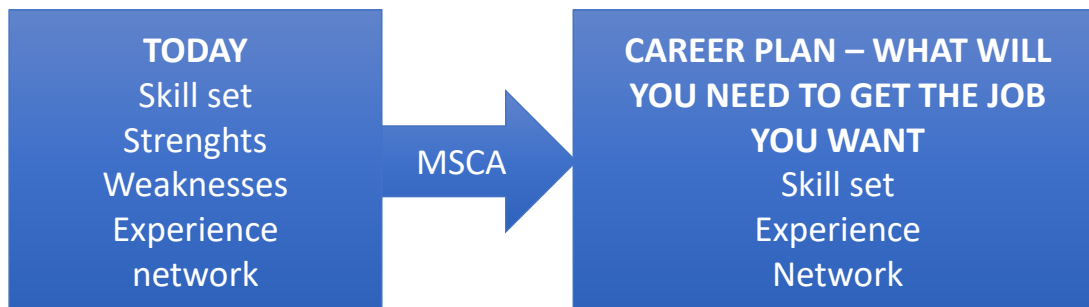 TODAY
Skill set
Strenghts
Weaknesses
Experience
network
MSCA
CAREER PLAN – WHAT WILL
YOU NEED TO GET THE JOB
YOU WANT
Skill set
Experience
Network